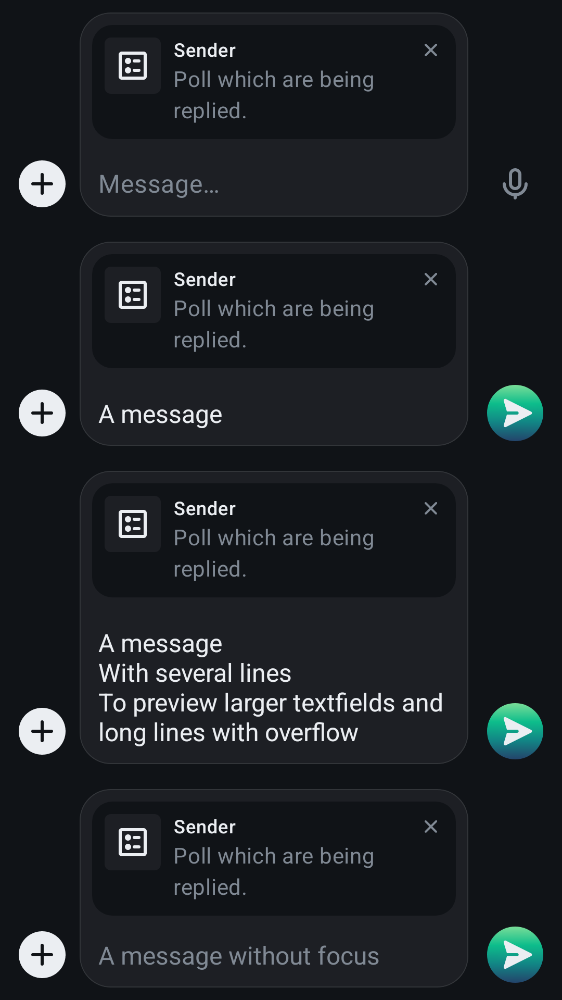 Sender
Poll which are being
replied.
Message…
Sender
Poll which are being
replied.
A message
Sender
Poll which are being
replied.
A message
With several lines
To preview larger textfields and
long lines with overflow
Sender
Poll which are being
replied.
A message without focus